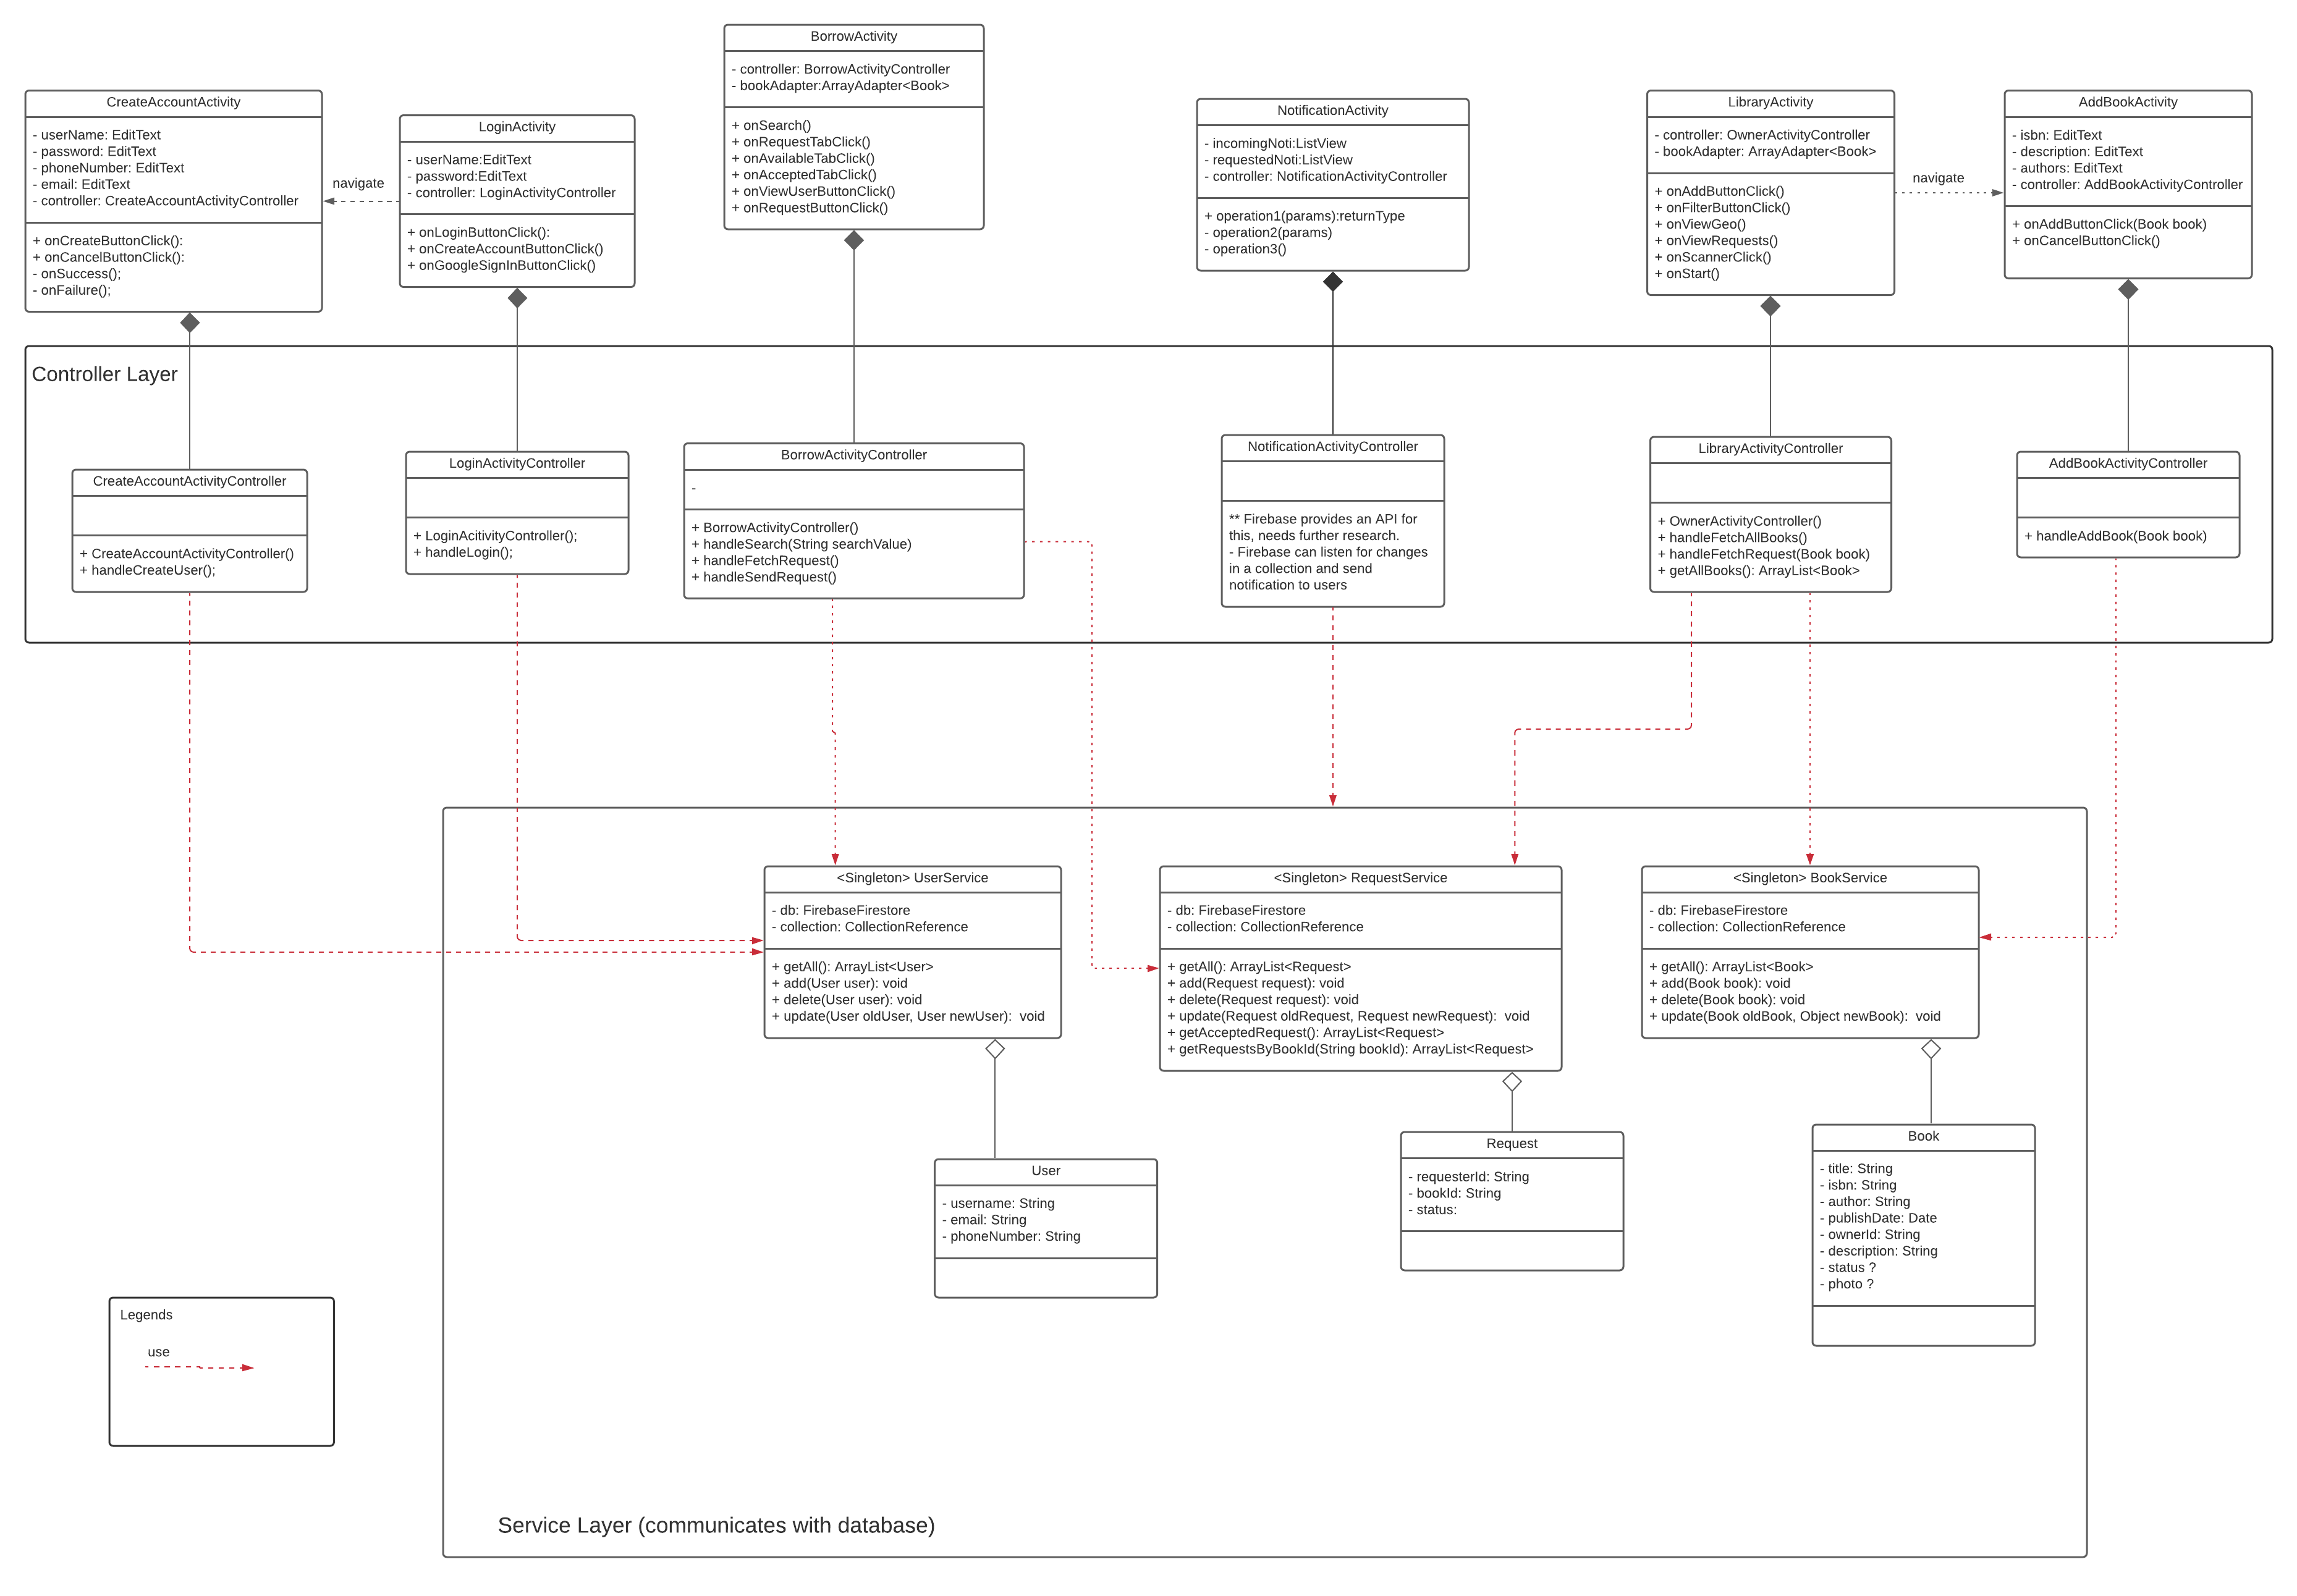 BorrowActivity
- controller: BorrowActivityController
- bookAdapter:ArrayAdapter<Book>
+ onSearch()
+ onRequestTabClick()
+ onAvailableTabClick()
+ onAcceptedTabClick()
+ onViewUserButtonClick()
+ onRequestButtonClick()
CreateAccountActivity
- userName: EditText
- password: EditText
- phoneNumber: EditText
- email: EditText
- controller: CreateAccountActivityController
+ onCreateButtonClick():
+ onCancelButtonClick():
- onSuccess();
- onFailure();
navigate
LoginActivity
- userName:EditText
- password:EditText
- controller: LoginActivityController
+ onLoginButtonClick():
+ onCreateAccountButtonClick()
+ onGoogleSignInButtonClick()
NotificationActivity
- incomingNoti:ListView
- requestedNoti:ListView
- controller: NotificationActivityController
+ operation1(params):returnType
- operation2(params)
- operation3()
LibraryActivity
- controller: OwnerActivityController
- bookAdapter: ArrayAdapter<Book>
+ onAddButtonClick()
+ onFilterButtonClick()
+ onViewGeo()
+ onViewRequests()
+ onScannerClick()
+ onStart()
navigate
AddBookActivity
- isbn: EditText
- description: EditText
- authors: EditText
- controller: AddBookActivityController
+ onAddButtonClick(Book book)
+ onCancelButtonClick()
Controller Layer
CreateAccountActivityController
+ CreateAccountActivityController()
+ handleCreateUser();
LoginActivityController
+ LoginAcitivityController();
+ handleLogin();
BorrowActivityController
-
+ BorrowActivityController()
+ handleSearch(String searchValue)
+ handleFetchRequest()
+ handleSendRequest()
NotificationActivityController
** Firebase provides an API for
this, needs further research.
- Firebase can listen for changes
in a collection and send
notification to users
LibraryActivityController
+ OwnerActivityController()
+ handleFetchAllBooks()
+ handleFetchRequest(Book book)
+ getAllBooks(): ArrayList<Book>
AddBookActivityController
+ handleAddBook(Book book)
<Singleton> UserService
- db: FirebaseFirestore
- collection: CollectionReference
+ getAll(): ArrayList<User>
+ add(User user): void
+ delete(User user): void
+ update(User oldUser, User newUser):  void
<Singleton> RequestService
- db: FirebaseFirestore
- collection: CollectionReference
+ getAll(): ArrayList<Request>
+ add(Request request): void
+ delete(Request request): void
+ update(Request oldRequest, Request newRequest):  void
+ getAcceptedRequest(): ArrayList<Request>
+ getRequestsByBookId(String bookId): ArrayList<Request>
<Singleton> BookService
- db: FirebaseFirestore
- collection: CollectionReference
+ getAll(): ArrayList<Book>
+ add(Book book): void
+ delete(Book book): void
+ update(Book oldBook, Object newBook):  void
User
- username: String
- email: String
- phoneNumber: String
Request
- requesterId: String
- bookId: String
- status:
Book
- title: String
- isbn: String
- author: String
- publishDate: Date
- ownerId: String
- description: String
- status ?
- photo ?
Legends
use
Service Layer (communicates with database)